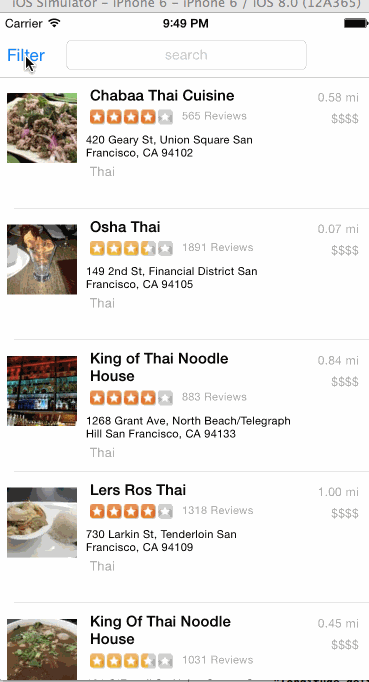 iOS Simulator – iPhone 6 – iPhone 6 / iOS 8.0 (12A365)
Carrier 9:49 PM
Filter search
Chabaa Thai Cuisine 0.58 mi
565 Reviews $$$$
420 Geary St, Union Square San
Francisco, CA 94102
Thai
Osha Thai 0.07 mi
1891 Reviews $$$$
149 2nd St, Financial District San
Francisco, CA 94105
Thai
King of Thai Noodle 0.84 mi
House $$$$
883 Reviews
1268 Grant Ave, North Beach/Telegraph
Hill San Francisco, CA 94133
Thai
Lers Ros Thai 1.00 mi
1318 Reviews $$$$
730 Larkin St, Tenderloin San
Francisco, CA 94109
Thai
King Of Thai Noodle 0.45 mi
House $$$$
1031 Reviews